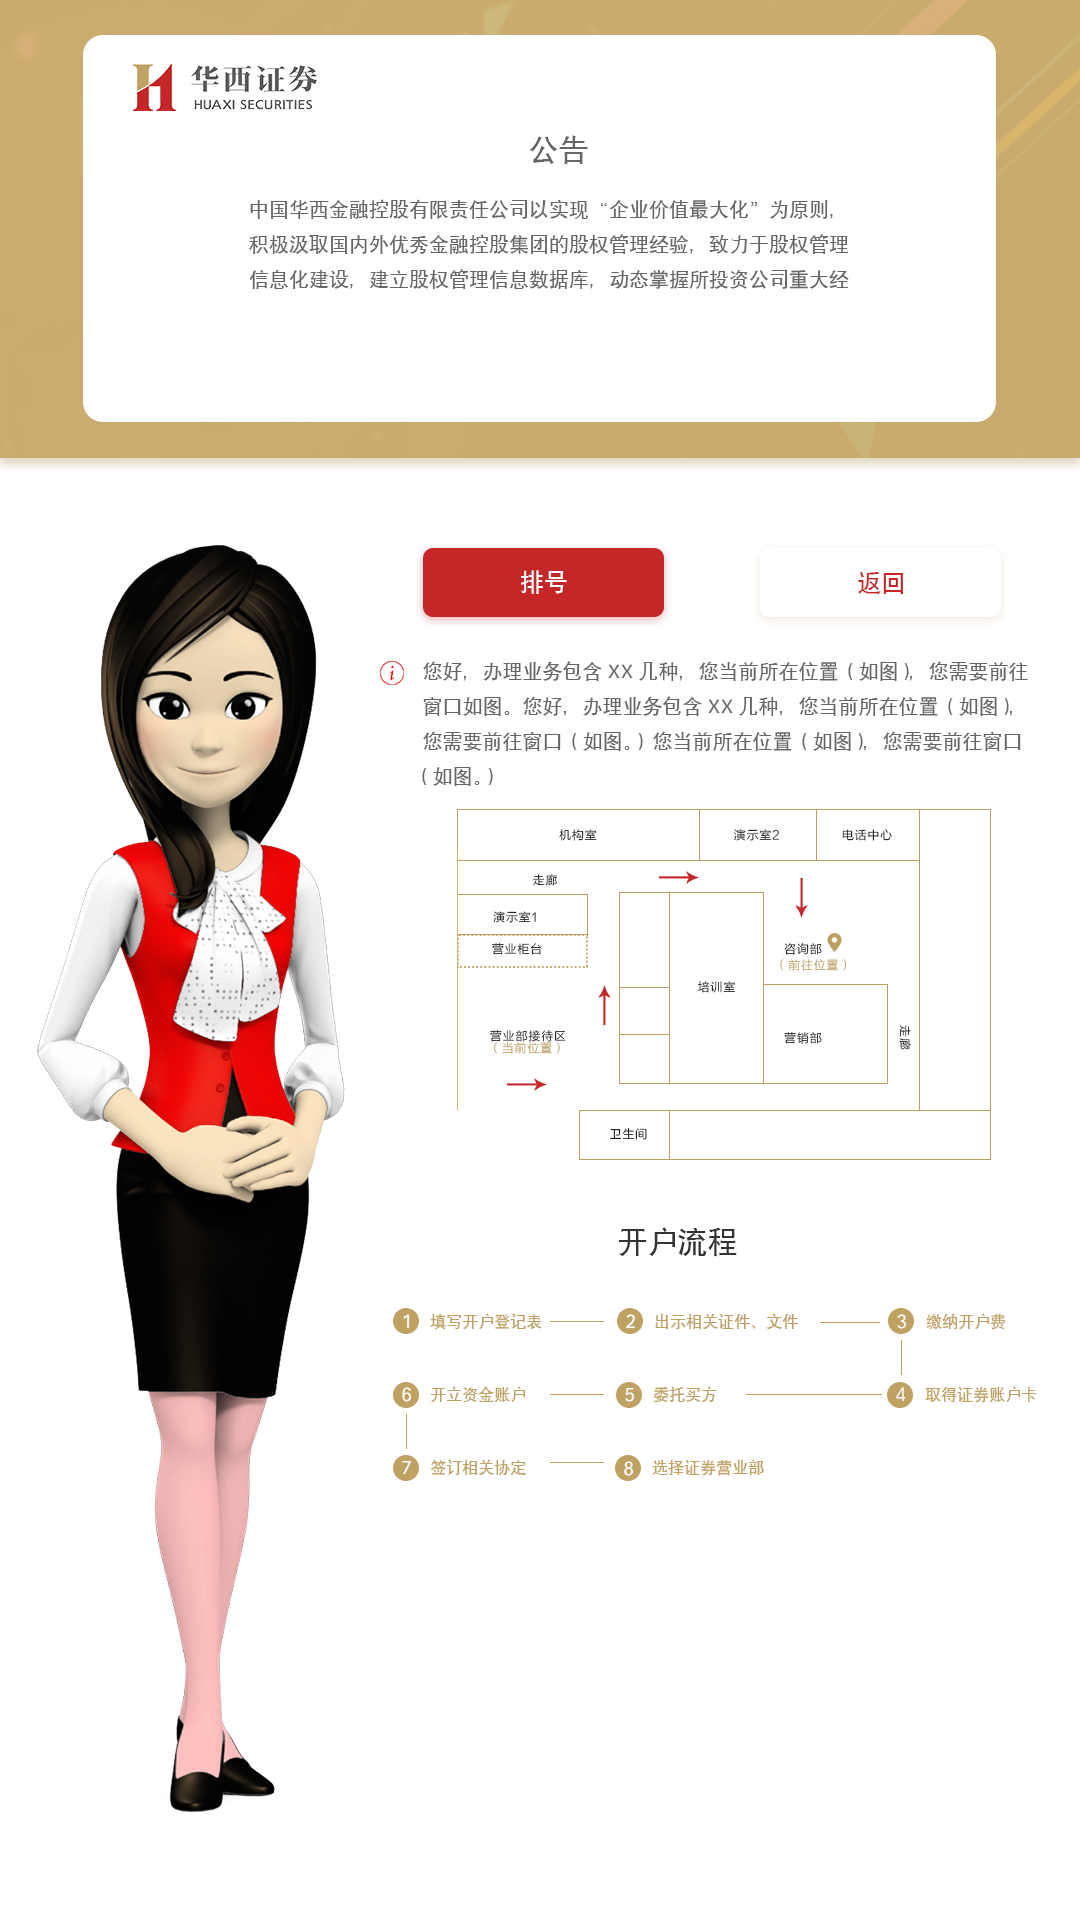 华西证券
HUAXI SECURITIES
公告
中国华西金融控股有限责任公司以实现“企业价值最大化”为原则，
积极汲取国内外优秀金融控股集团的股权管理经验，致力于股权管理
信息化建设，建立股权管理信息数据库，动态掌握所投资公司重大经
排号
返回
您好，办理业务包含 XX 几种，您当前所在位置（如图），您需要前往
窗口如图。您好，办理业务包含 XX 几种，您当前所在位置（如图），
您需要前往窗口（如图。）您当前所在位置（如图），您需要前往窗口
（如图。）
机构室
演示室2
电话中心
走廊
演示室1
营业柜台
咨询部
（前往位置）
培训室
营业部接待区
（当前位置）
营销部
走廊
卫生间
开户流程
1 填写开户登记表
2 出示相关证件、文件
3 缴纳开户费
6 开立资金账户
5 委托买方
4 取得证券账户卡
7 签订相关协定
8 选择证券营业部